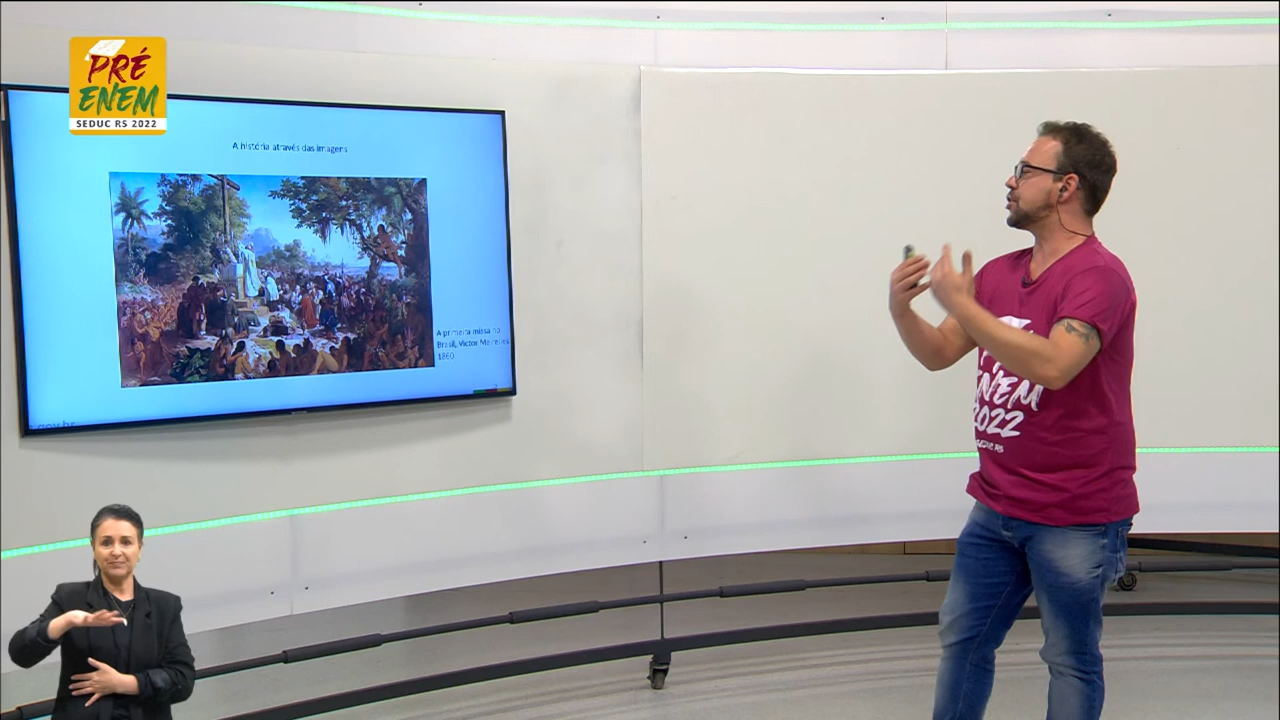 PRÉ
ENEM
SEDUC RS 2022
A história através das imagens
A primeira missa no
Brasil, Victor Meirelles
1860
ENEM
2022